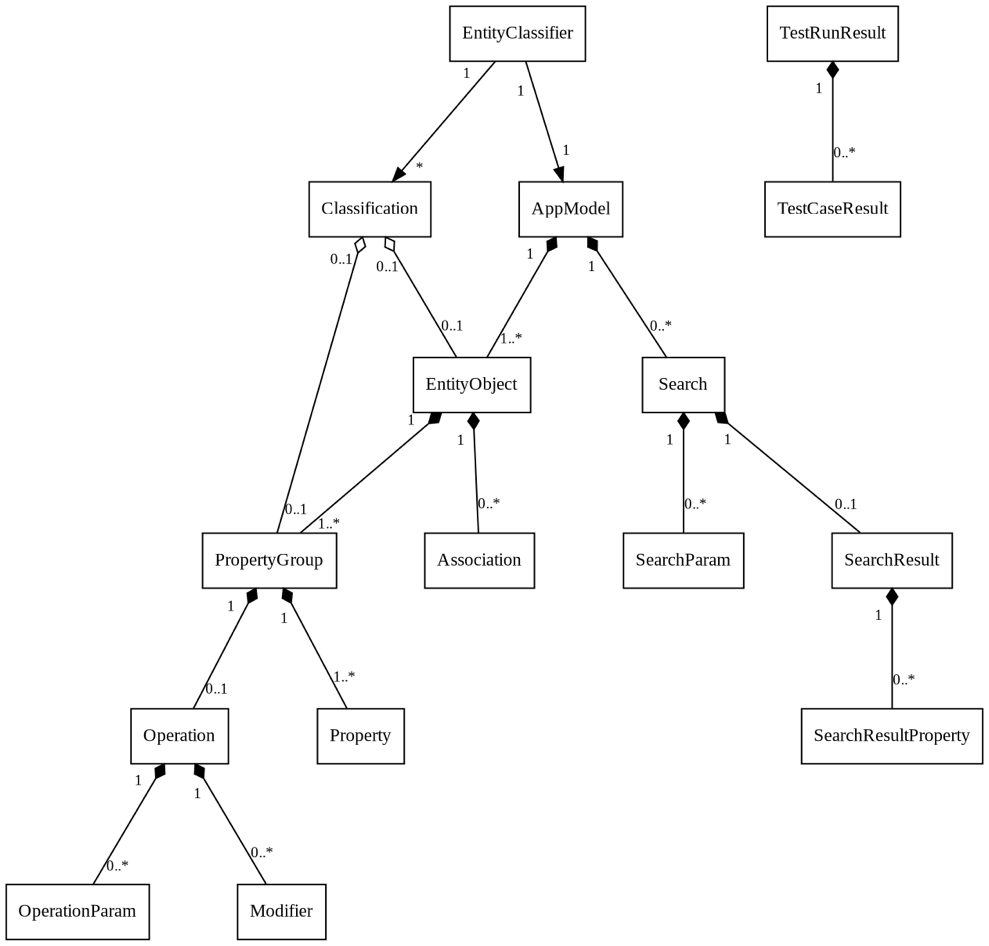 EntityClassifier
TestRunResult
1
1
1
1
*
0..*
Classification
AppModel
TestCaseResult
0..1
0..1
1
1
0..1
1..*
0..*
EntityObject
Search
1
1
1
1
0..1
1..*
0..*
0..*
0..1
PropertyGroup
Association
SearchParam
SearchResult
1
1
1
0..1
1..*
0..*
Operation
Property
SearchResultProperty
1
1
0..*
0..*
OperationParam
Modifier